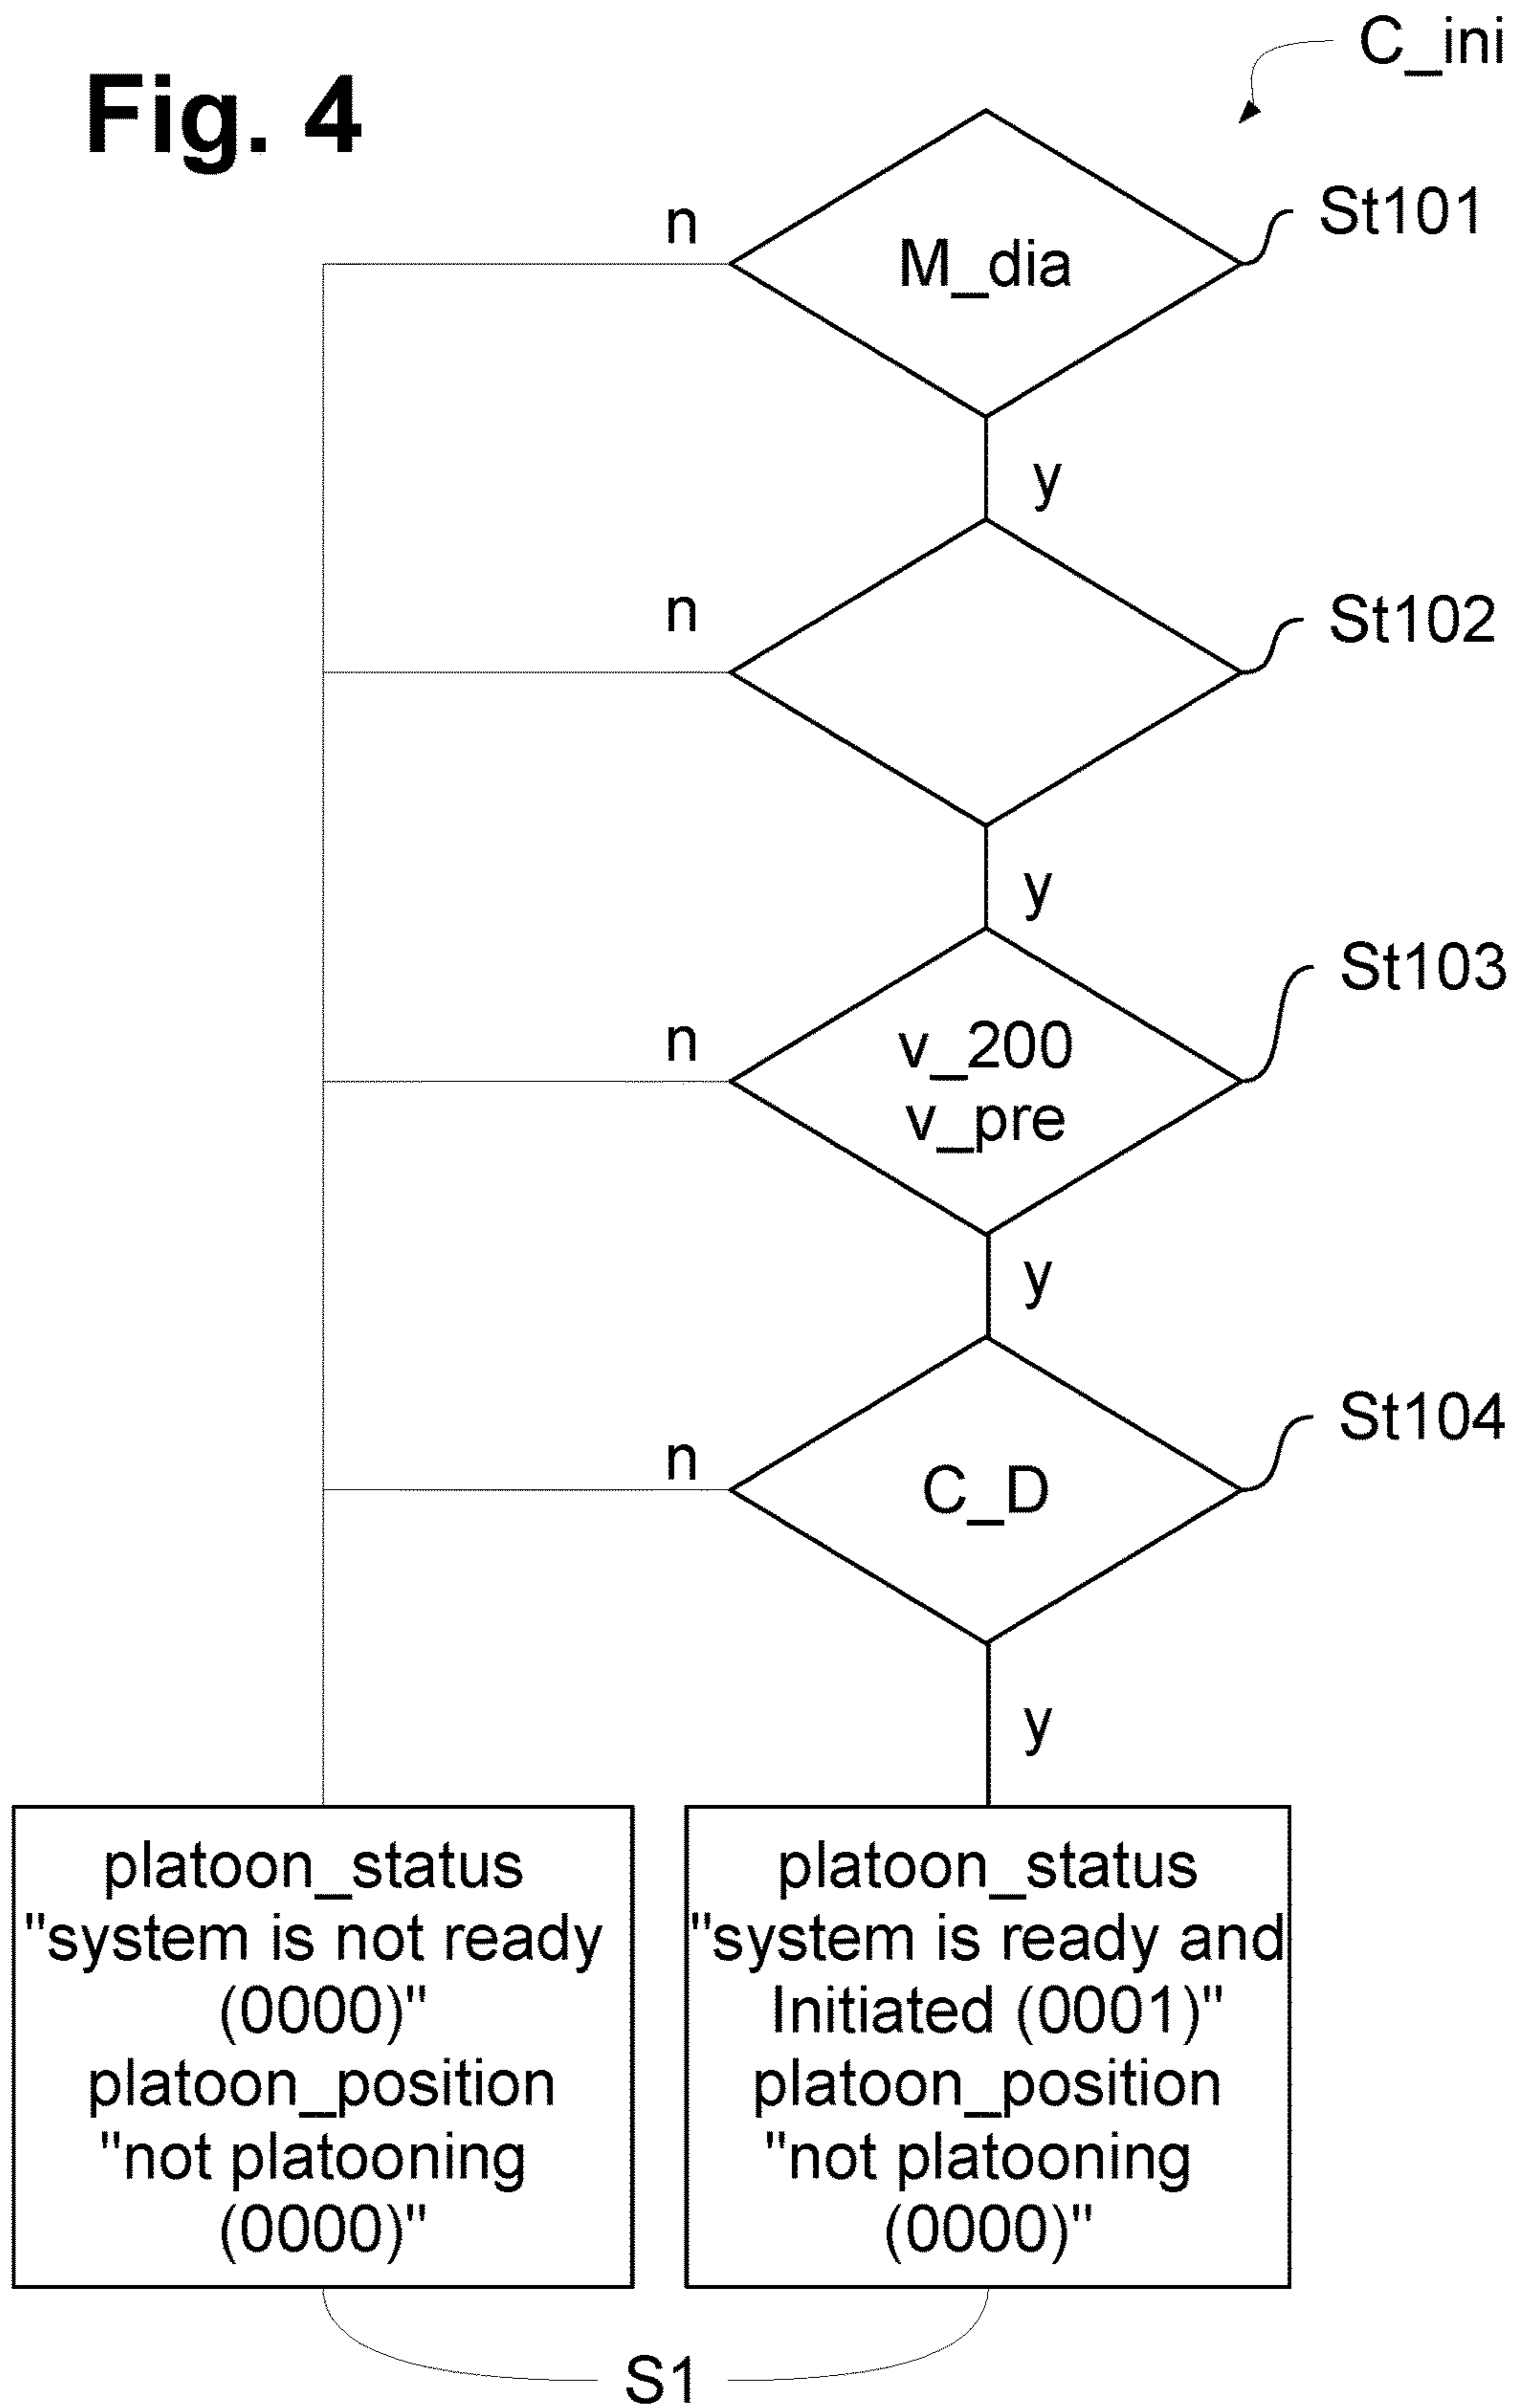 C_ini
Fig. 4
St101
n
M_dia
y
St102
n
y
St103
n
v_200
v_pre
y
St104
n
C_D
y
platoon_status
"system is not ready
(0000)"
platoon_position
"not platooning
(0000)"
platoon_status
"system is ready and
Initiated (0001)"
platoon_position
"not platooning
(0000)"
S1